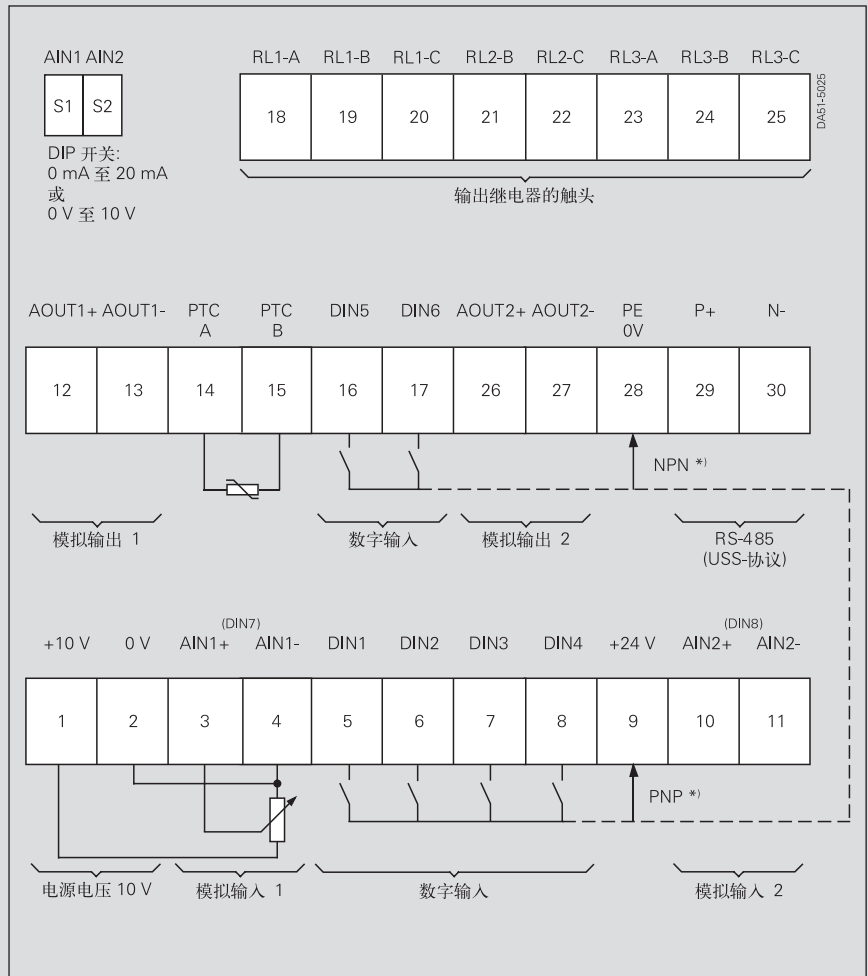 AIN1 AIN2
S1 S2
DIP 开关:
0 mA 至 20 mA
或
0 V 至 10 V
RL1-A RL1-B RL1-C RL2-B RL2-C RL3-A RL3-B RL3-C
18 19 20 21 22 23 24 25
DA51-5025
输出继电器的触头
AOUT1+ AOUT1- PTC A PTC B DIN5 DIN6 AOUT2+ AOUT2- PE 0V P+ N-
12 13 14 15 16 17 26 27 28 29 30
NPN *)
模拟输出 1 数字输入 模拟输出 2 RS-485
(USS-协议)
(DIN7) (DIN8)
+10 V 0 V AIN1+ AIN1- DIN1 DIN2 DIN3 DIN4 +24 V AIN2+ AIN2-
1 2 3 4 5 6 7 8 9 10 11
PNP *)
电源电压 10 V 模拟输入 1 数字输入 模拟输入 2